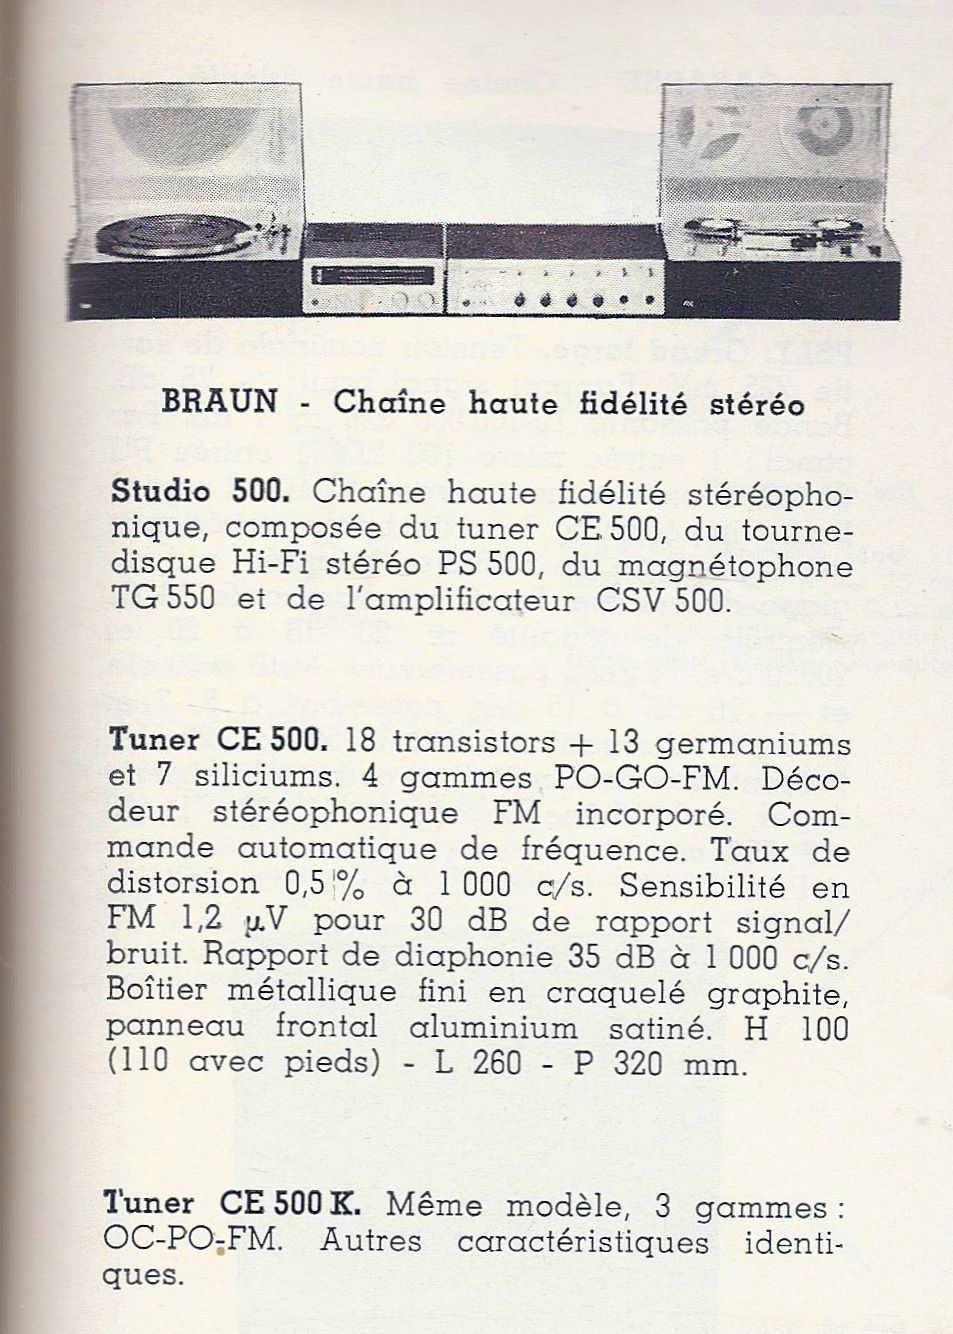 BRAUN - Chaîne haute fidélité stéréo
Studio 500. Chaîne haute fidélité stéréopho-
nique, composée du tuner CE 500, du tourne-
disque Hi-Fi stéréo PS 500, du magnétophone
TG 550 et de l'amplificateur CSV 500.
Tuner CE 500. 18 transistors + 13 germaniums
et 7 siliciums. 4 gammes PO-GO-FM. Déco-
deur stéréophonique FM incorporé. Com-
mande automatique de fréquence. Taux de
distorsion 0,5 % à 1 000 c/s. Sensibilité en
FM 1,2 µV pour 30 dB de rapport signal/
bruit. Rapport de diaphonie 35 dB à 1 000 c/s.
Boîtier métallique fini en craquelé graphite,
panneau frontal aluminium satiné. H 100
(110 avec pieds) - L 260 - P 320 mm.
Tuner CE 500 K. Même modèle, 3 gammes :
OC-PO-FM. Autres caractéristiques identi-
ques.